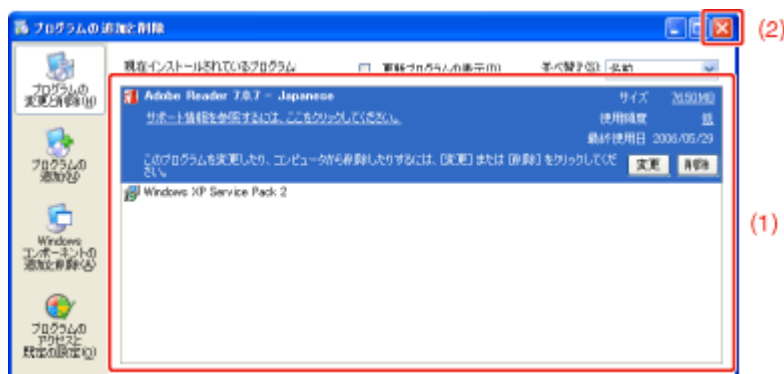 プログラムの追加と削除
(2)
現在インストールされているプログラム
更新プログラムの表示(D)
並べ替え(S):
名前
プログラムの
変更と削除(H)
Adobe Reader 7.0.7 - Japanese
サイズ 76.50MB
サポート情報を参照するには、ここをクリックしてください。
使用頻度 低
最終使用日 2006/05/29
このプログラムを変更したり、コンピュータから削除したりするには、[変更] または [削除] をクリックしてくだ
さい。
変更
削除
プログラムの
追加(N)
Windows XP Service Pack 2
(1)
Windows
コンポーネントの
追加と削除(A)
プログラムの
アクセスと
既定の設定(O)